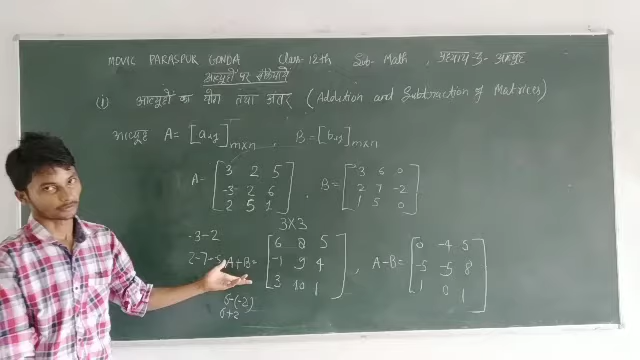 MDVIC PARASPUR GONDA Class-12th Sub- Math, अध्याय-3- आव्यूह
आव्यूहों पर संक्रियाएँ
(i) आव्यूहों का योग तथा अंतर (Addition and Subtraction of Matrices)
आव्यूह A= [aij]m×n , B=[bij]m×n
A= [3 2 5
-3 2 6
2 5 1] , B= [3 6 0
2 7 -2
1 5 0]
3×3
-3-2
2-7=-5
A+B= [6 8 5
-1 9 4
3 10 1] , A-B= [0 -4 5
-5 -5 8
1 0 1]
6-(-2)
6+2